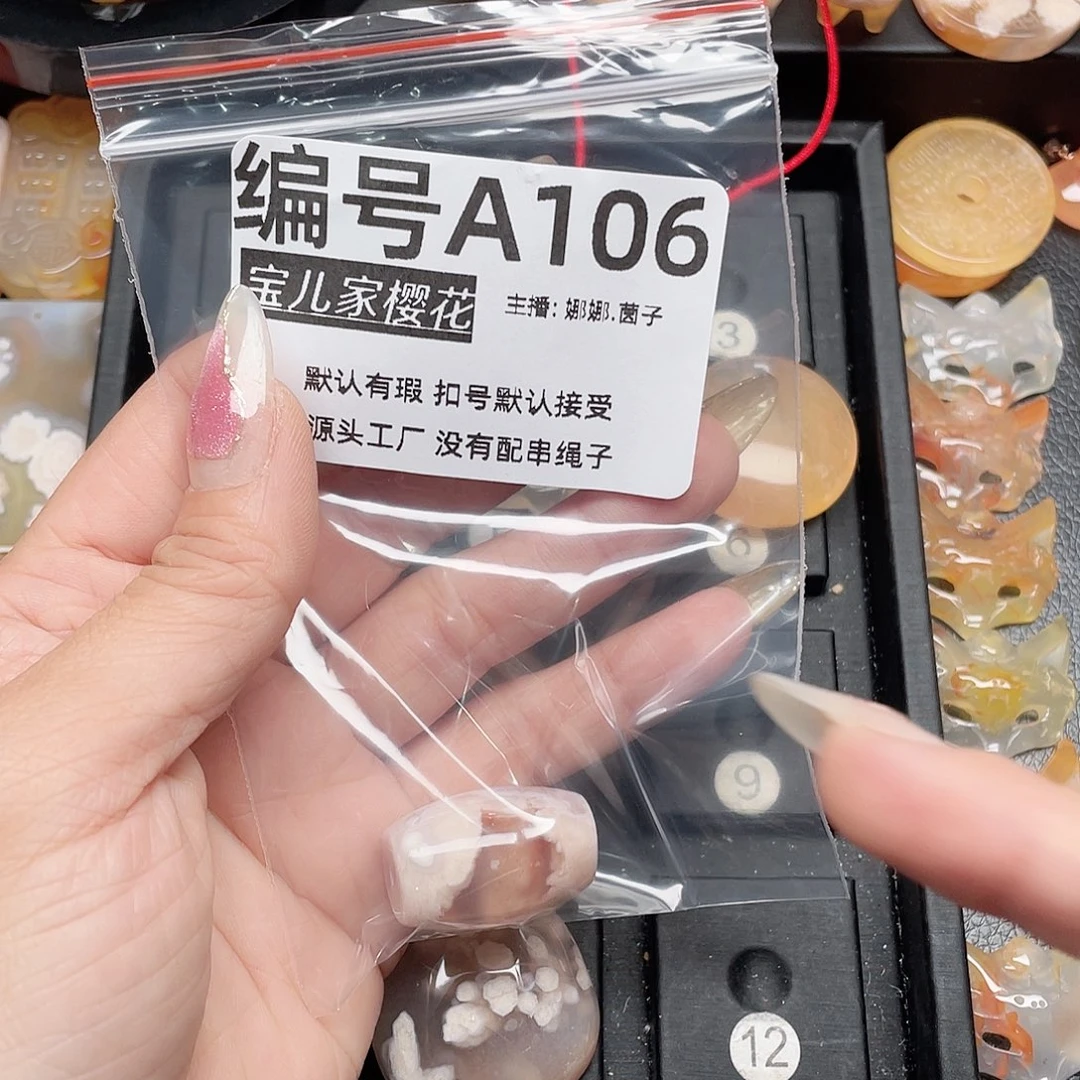 编号A106
宝儿家樱花
主播: 娜娜.茵子
默认有瑕 扣号默认接受
源头工厂 没有配串绳子
3
6
9
12